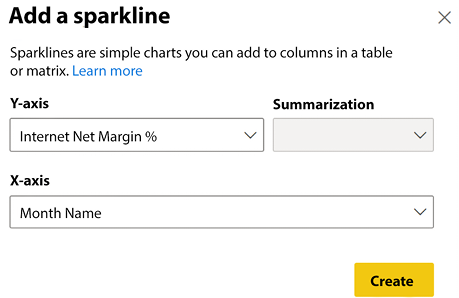 Add a sparkline
Sparklines are simple charts you can add to columns in a table
or matrix. Learn more
Y-axis
Summarization
Internet Net Margin %
X-axis
Month Name
Create